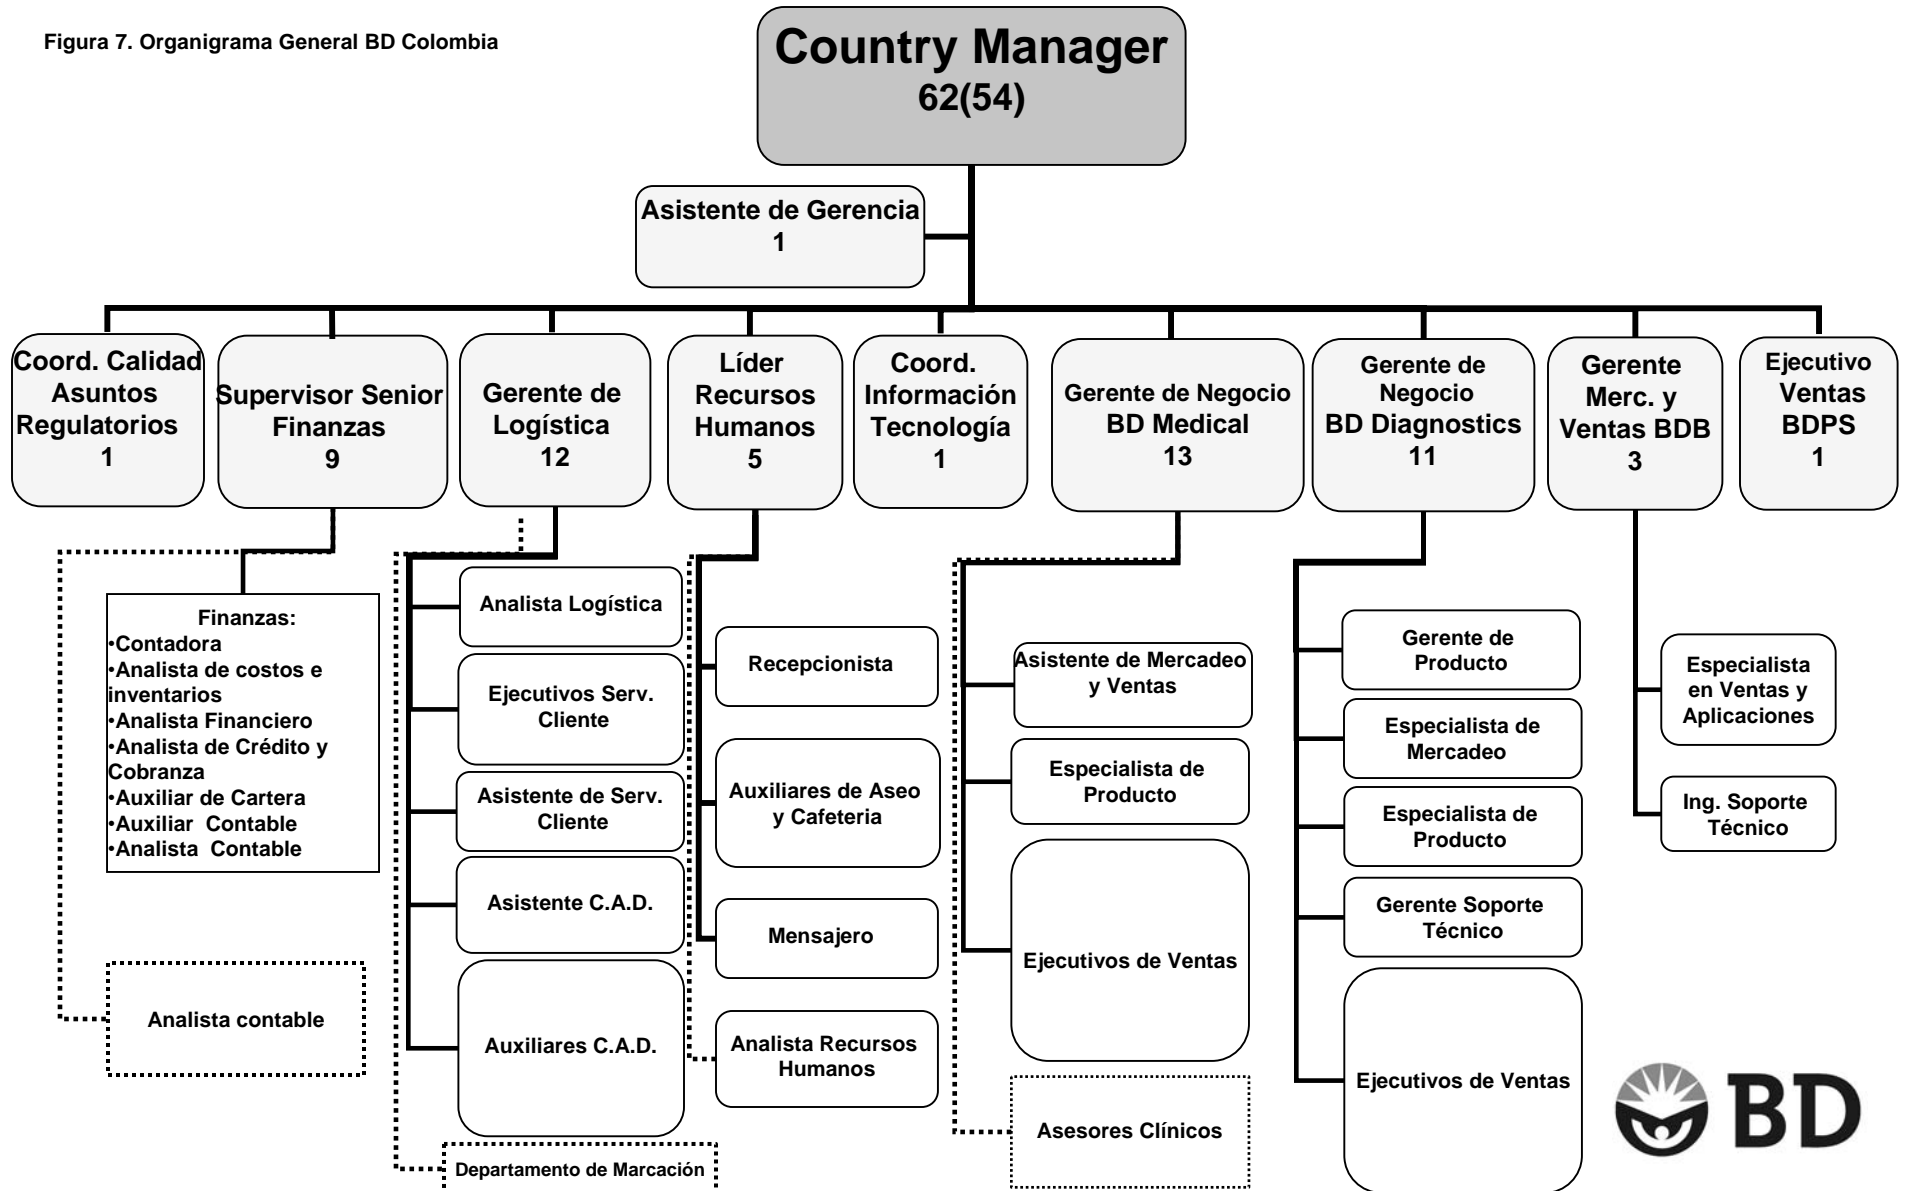 Figura 7. Organigrama General BD Colombia
Country Manager
62(54)
Asistente de Gerencia
1
Coord. Calidad
Asuntos
Regulatorios
1
Supervisor Senior
Finanzas
9
Gerente de
Logística
12
Líder
Recursos
Humanos
5
Coord.
Información
Tecnología
1
Gerente de Negocio
BD Medical
13
Gerente de
Negocio
BD Diagnostics
11
Gerente
Merc. y
Ventas BDB
3
Ejecutivo
Ventas
BDPS
1
Finanzas:
•Contadora
•Analista de costos e
inventarios
•Analista Financiero
•Analista de Crédito y
Cobranza
•Auxiliar de Cartera
•Auxiliar Contable
•Analista Contable
Analista contable
Analista Logística
Ejecutivos Serv.
Cliente
Asistente de Serv.
Cliente
Asistente C.A.D.
Auxiliares C.A.D.
Departamento de Marcación
Recepcionista
Auxiliares de Aseo
y Cafeteria
Mensajero
Analista Recursos
Humanos
Asistente de Mercadeo
y Ventas
Especialista de
Producto
Ejecutivos de Ventas
Asesores Clínicos
Gerente de
Producto
Especialista de
Mercadeo
Especialista de
Producto
Gerente Soporte
Técnico
Ejecutivos de Ventas
Especialista
en Ventas y
Aplicaciones
Ing. Soporte
Técnico
BD